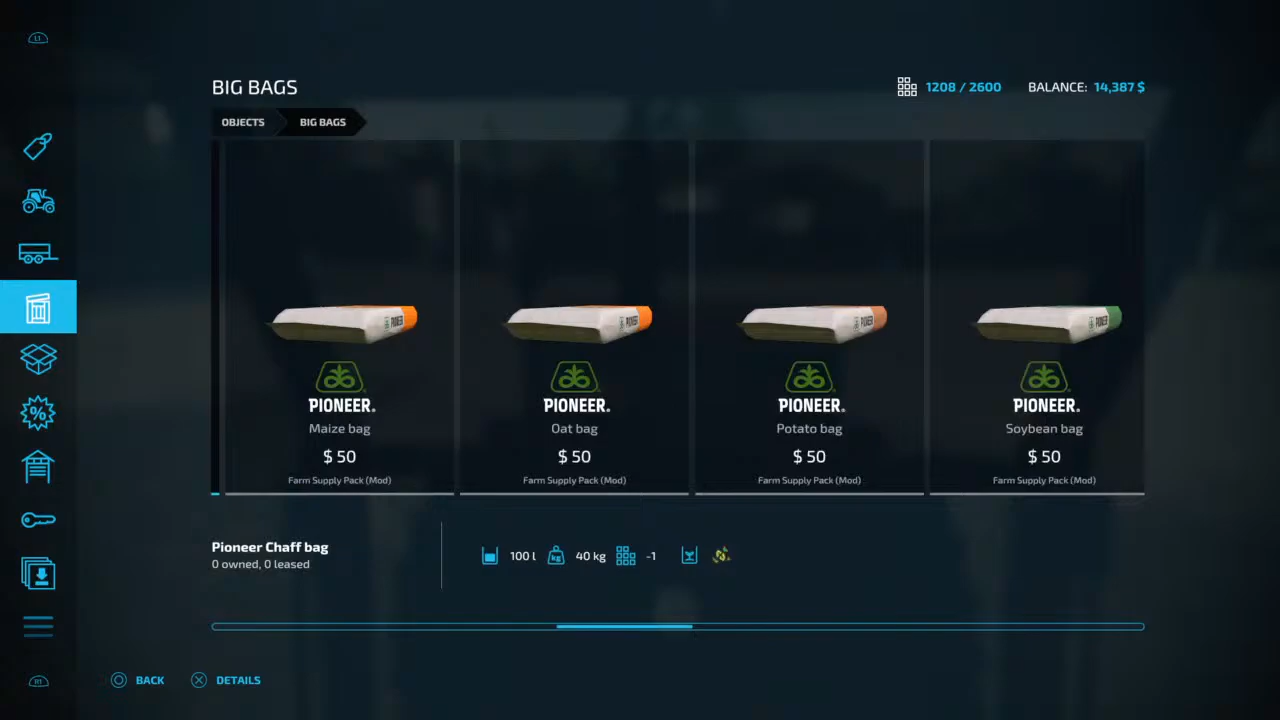 L1
BIG BAGS
1208 / 2600
BALANCE: 14,387 $
OBJECTS
BIG BAGS
PIONEER
PIONEER
PIONEER
PIONEER
PIONEER®
PIONEER®
PIONEER®
PIONEER®
Maize bag
Oat bag
Potato bag
Soybean bag
$ 50
$ 50
$ 50
$ 50
Farm Supply Pack (Mod)
Farm Supply Pack (Mod)
Farm Supply Pack (Mod)
Farm Supply Pack (Mod)
Pioneer Chaff bag
0 owned, 0 leased
kg
100 l
40 kg
-1
R1
BACK
DETAILS